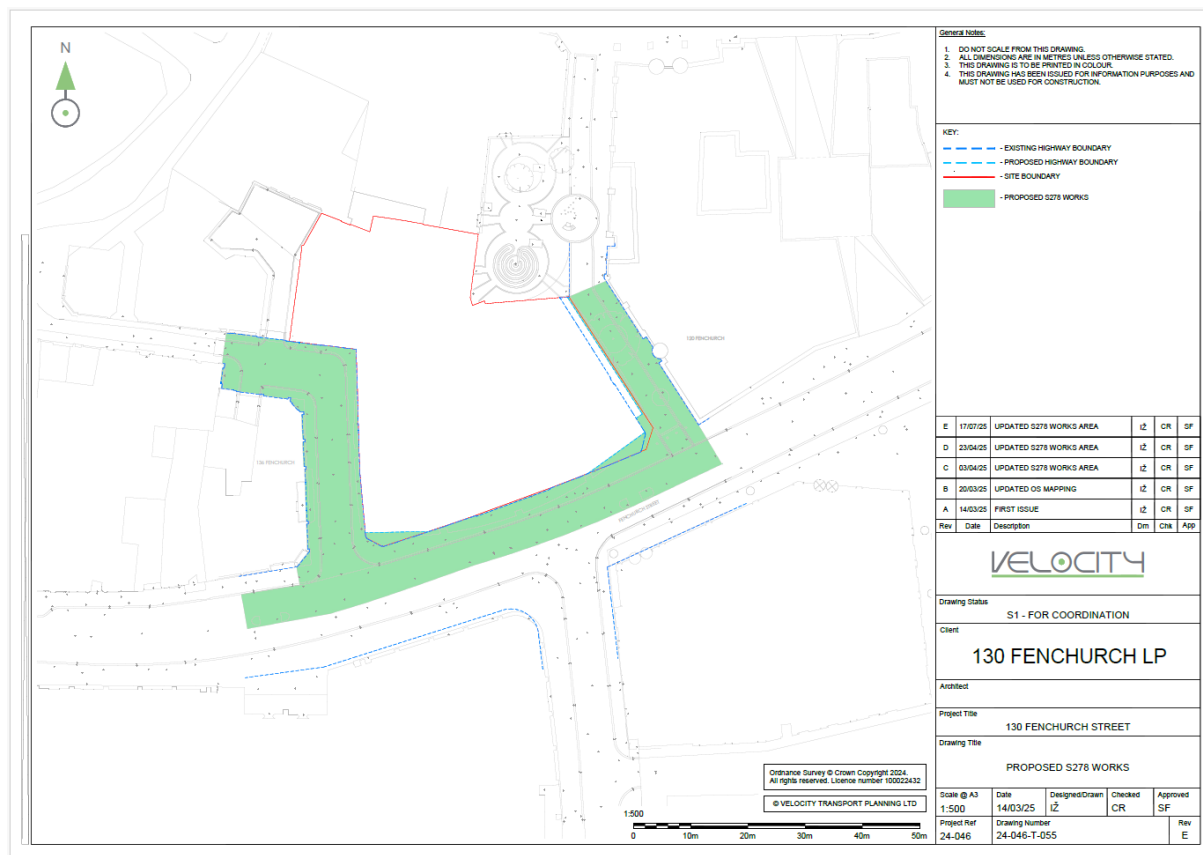 N
130 FENCHURCH
136 FENCHURCH
FENCHURCH STREET
General Notes:
1. DO NOT SCALE FROM THIS DRAWING.
2. ALL DIMENSIONS ARE IN METRES UNLESS OTHERWISE STATED.
3. THIS DRAWING IS TO BE PRINTED IN COLOUR.
4. THIS DRAWING HAS BEEN ISSUED FOR INFORMATION PURPOSES AND
MUST NOT BE USED FOR CONSTRUCTION.
KEY:
- EXISTING HIGHWAY BOUNDARY
- PROPOSED HIGHWAY BOUNDARY
- SITE BOUNDARY
- PROPOSED S278 WORKS
E 17/07/25 UPDATED S278 WORKS AREA IŽ CR SF
D 23/04/25 UPDATED S278 WORKS AREA IŽ CR SF
C 03/04/25 UPDATED S278 WORKS AREA IŽ CR SF
B 20/03/25 UPDATED OS MAPPING IŽ CR SF
A 14/03/25 FIRST ISSUE IŽ CR SF
Rev Date Description Drn Chk App
VELOCITY
Drawing Status
S1 - FOR COORDINATION
Client
130 FENCHURCH LP
Architect
Project Title
130 FENCHURCH STREET
Drawing Title
PROPOSED S278 WORKS
Scale @ A3 Date Designed/Drawn Checked Approved
1:500 14/03/25 IŽ CR SF
Project Ref Drawing Number Rev
24-046 24-046-T-055 E
Ordnance Survey © Crown Copyright 2024.
All rights reserved. Licence number 100022432
© VELOCITY TRANSPORT PLANNING LTD
1:500
0 10m 20m 30m 40m 50m